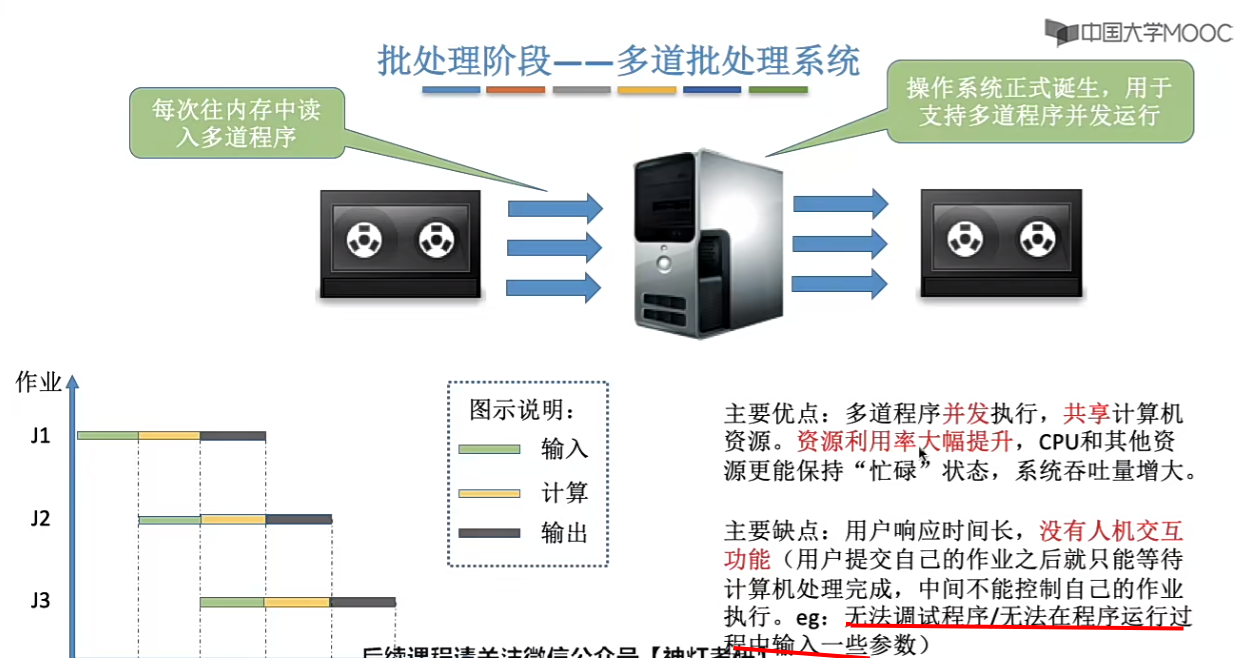 中国大学MOOC
批处理阶段——多道批处理系统
每次往内存中读
入多道程序
操作系统正式诞生，用于
支持多道程序并发运行
作业
J1
J2
J3
图示说明：
输入
计算
输出
主要优点：多道程序并发执行，共享计算机
资源。资源利用率大幅提升，CPU和其他资
源更能保持“忙碌”状态，系统吞吐量增大。
主要缺点：用户响应时间长，没有人机交互
功能（用户提交自己的作业之后就只能等待
计算机处理完成，中间不能控制自己的作业
执行。eg：无法调试程序/无法在程序运行过
程中输入一些参数）
后续课程请关注微信公众号【神灯考研】